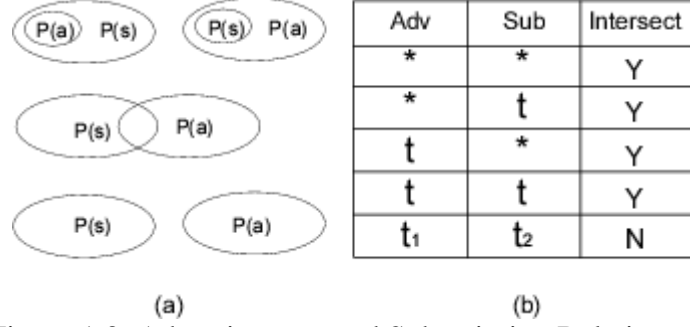 P(a) P(s)
P(s) P(a)
P(s) P(a)
P(s) P(a)
(a)
Adv Sub Intersect
* * Y
* t Y
t * Y
t t Y
t₁ t₂ N
(b)